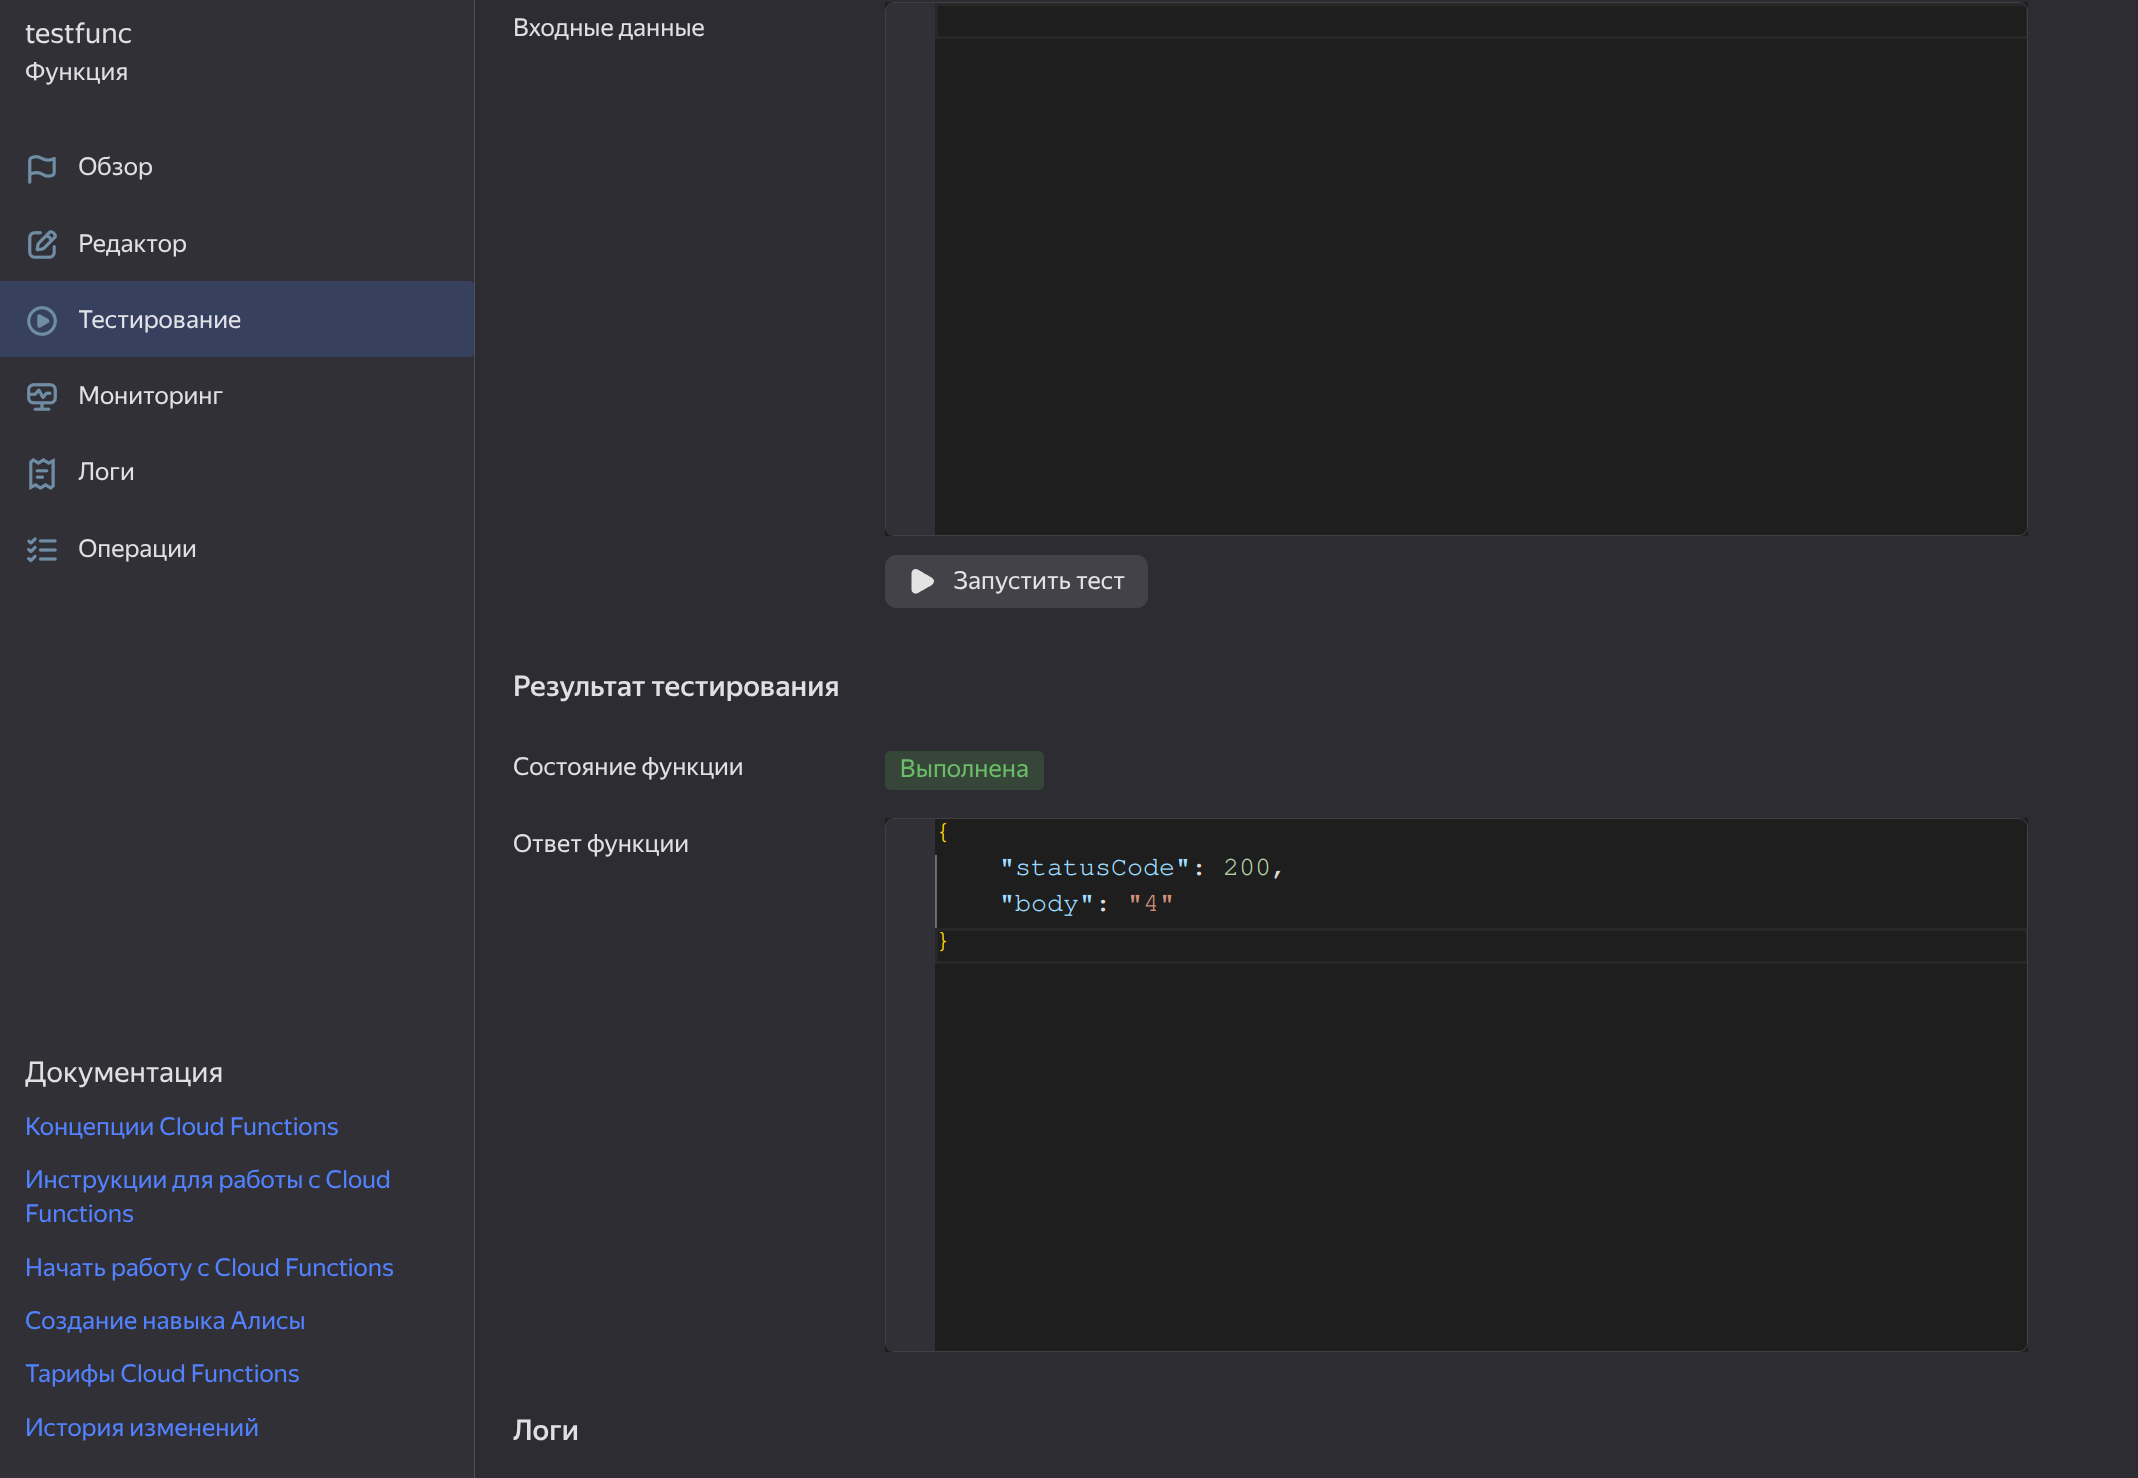 testfunc
Функция
Обзор
Редактор
Тестирование
Мониторинг
Логи
Операции
Документация
Концепции Cloud Functions
Инструкции для работы с Cloud
Functions
Начать работу с Cloud Functions
Создание навыка Алисы
Тарифы Cloud Functions
История изменений
Входные данные
Запустить тест
Результат тестирования
Состояние функции
Выполнена
Ответ функции
{
    "statusCode": 200,
    "body": "4"
}
Логи